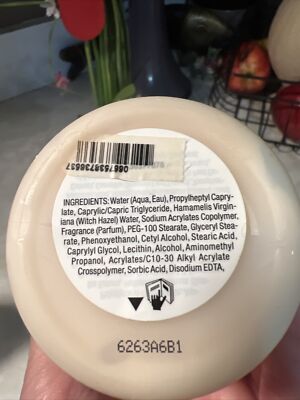 INGREDIENTS: Water (Aqua, Eau), Propylheptyl Capry-
late, Caprylic/Capric Triglyceride, Hamamelis Virgin-
iana (Witch Hazel) Water, Sodium Acrylates Copolymer,
Fragrance (Parfum), PEG-100 Stearate, Glyceryl Stea-
rate, Phenoxyethanol, Cetyl Alcohol, Stearic Acid,
Caprylyl Glycol, Lecithin, Alcohol, Aminomethyl
Propanol, Acrylates/C10-30 Alkyl Acrylate
Crosspolymer, Sorbic Acid, Disodium EDTA,
6263A6B1